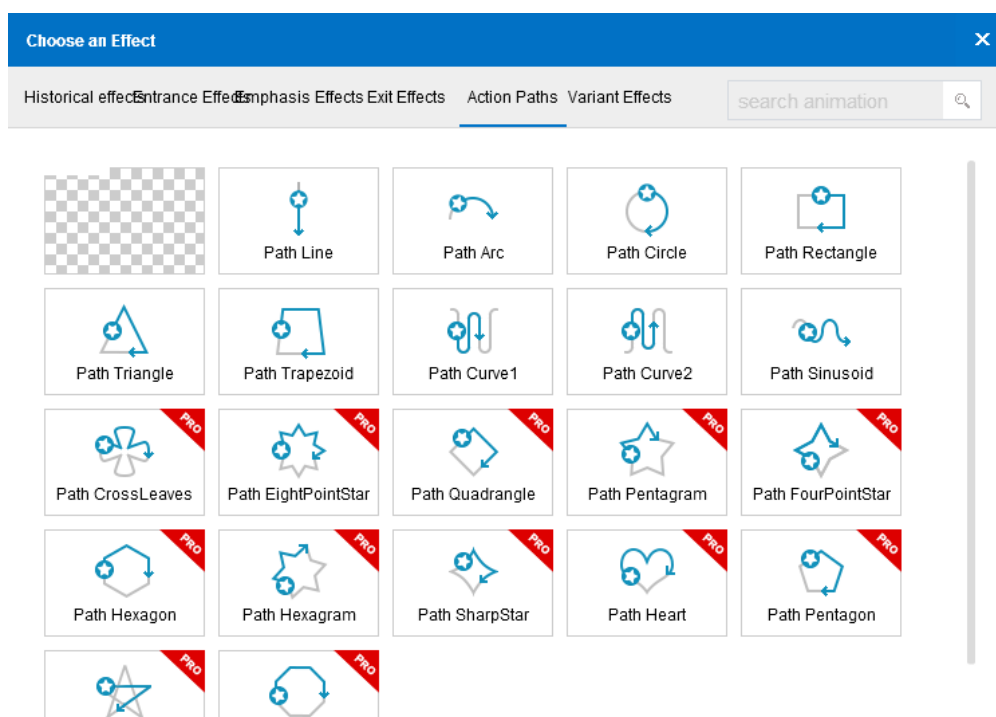 Choose an Effect
Historical effects Entrance Effects Emphasis Effects Exit Effects Action Paths Variant Effects search animation
Path Line Path Arc Path Circle Path Rectangle
Path Triangle Path Trapezoid Path Curve1 Path Curve2 Path Sinusoid
PRO PRO PRO PRO PRO
Path CrossLeaves Path EightPointStar Path Quadrangle Path Pentagram Path FourPointStar
PRO PRO PRO PRO PRO
Path Hexagon Path Hexagram Path SharpStar Path Heart Path Pentagon
PRO PRO